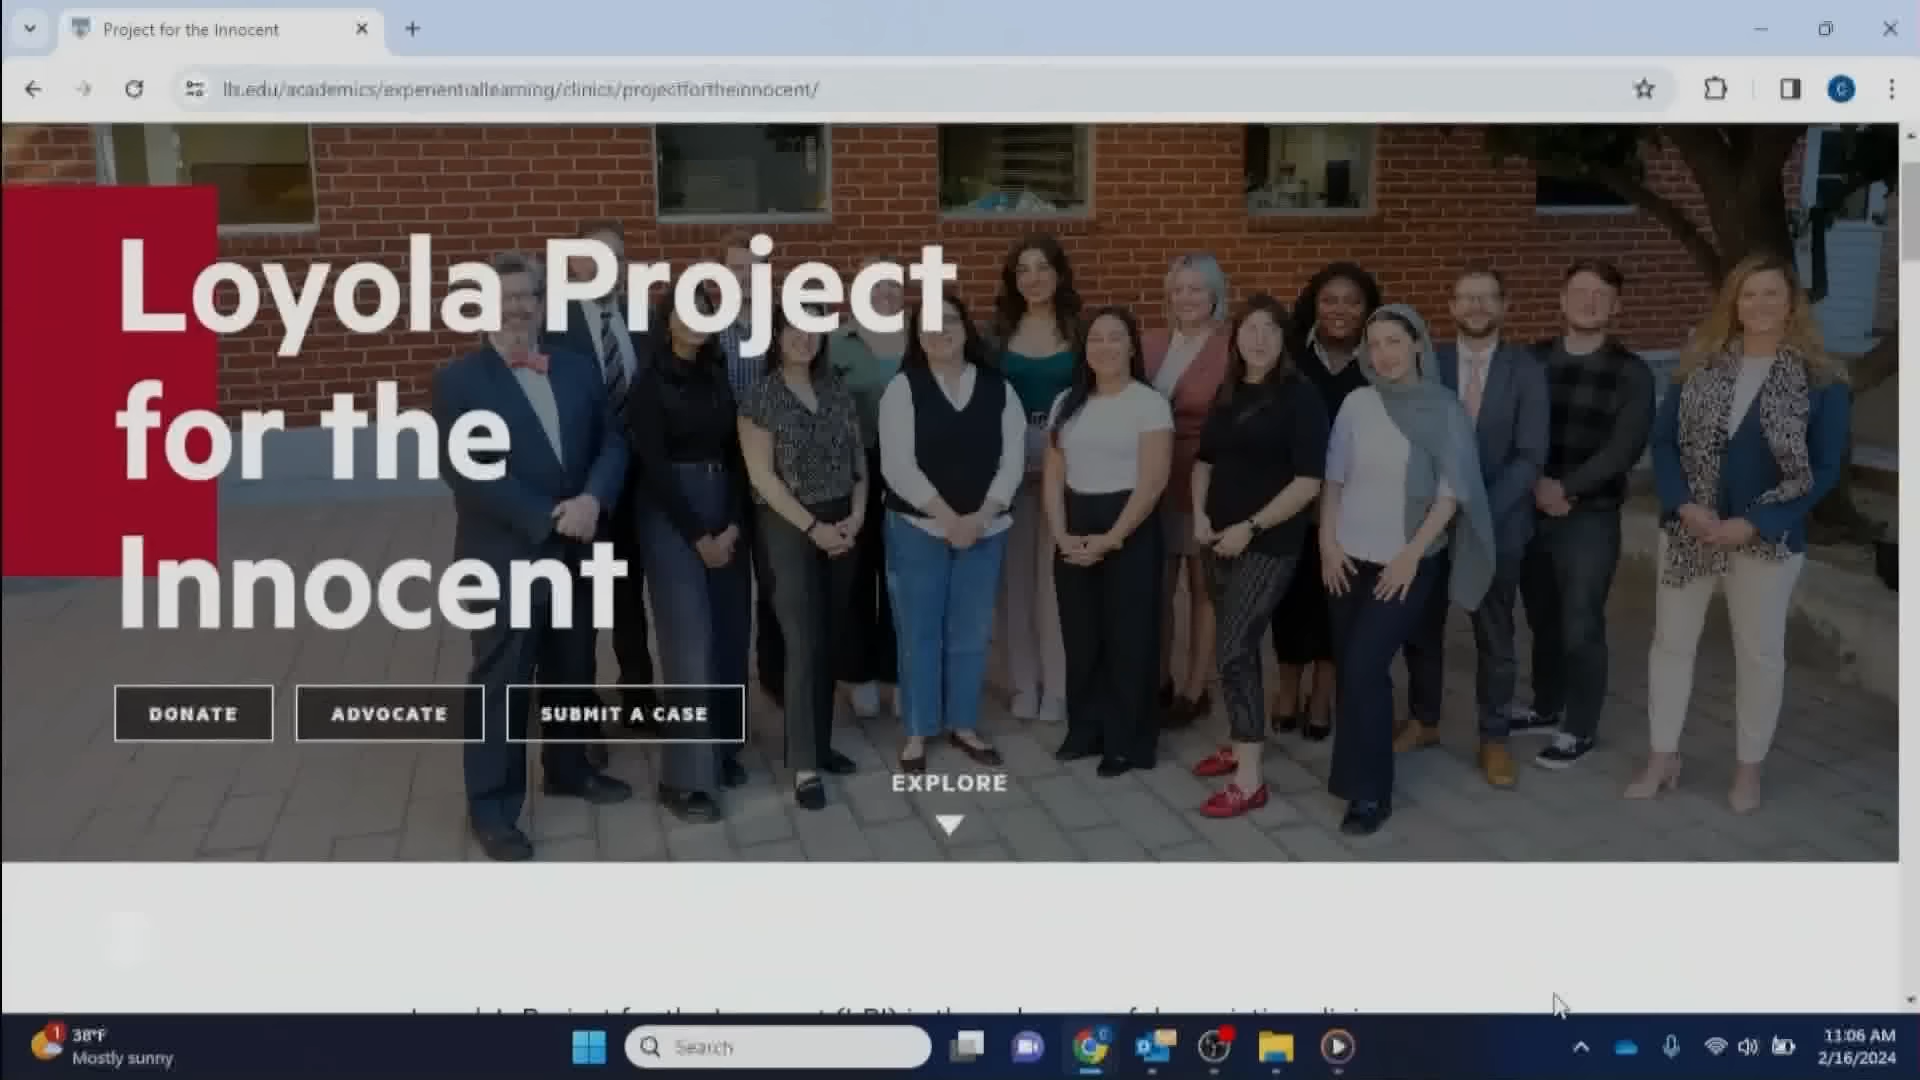 Project for the Innocent
lls.edu/academics/experientiallearning/clinics/projectfortheinnocent/
Loyola Project
for the
Innocent
DONATE
ADVOCATE
SUBMIT A CASE
EXPLORE
1
38°F
Mostly sunny
Search
11:06 AM
2/16/2024